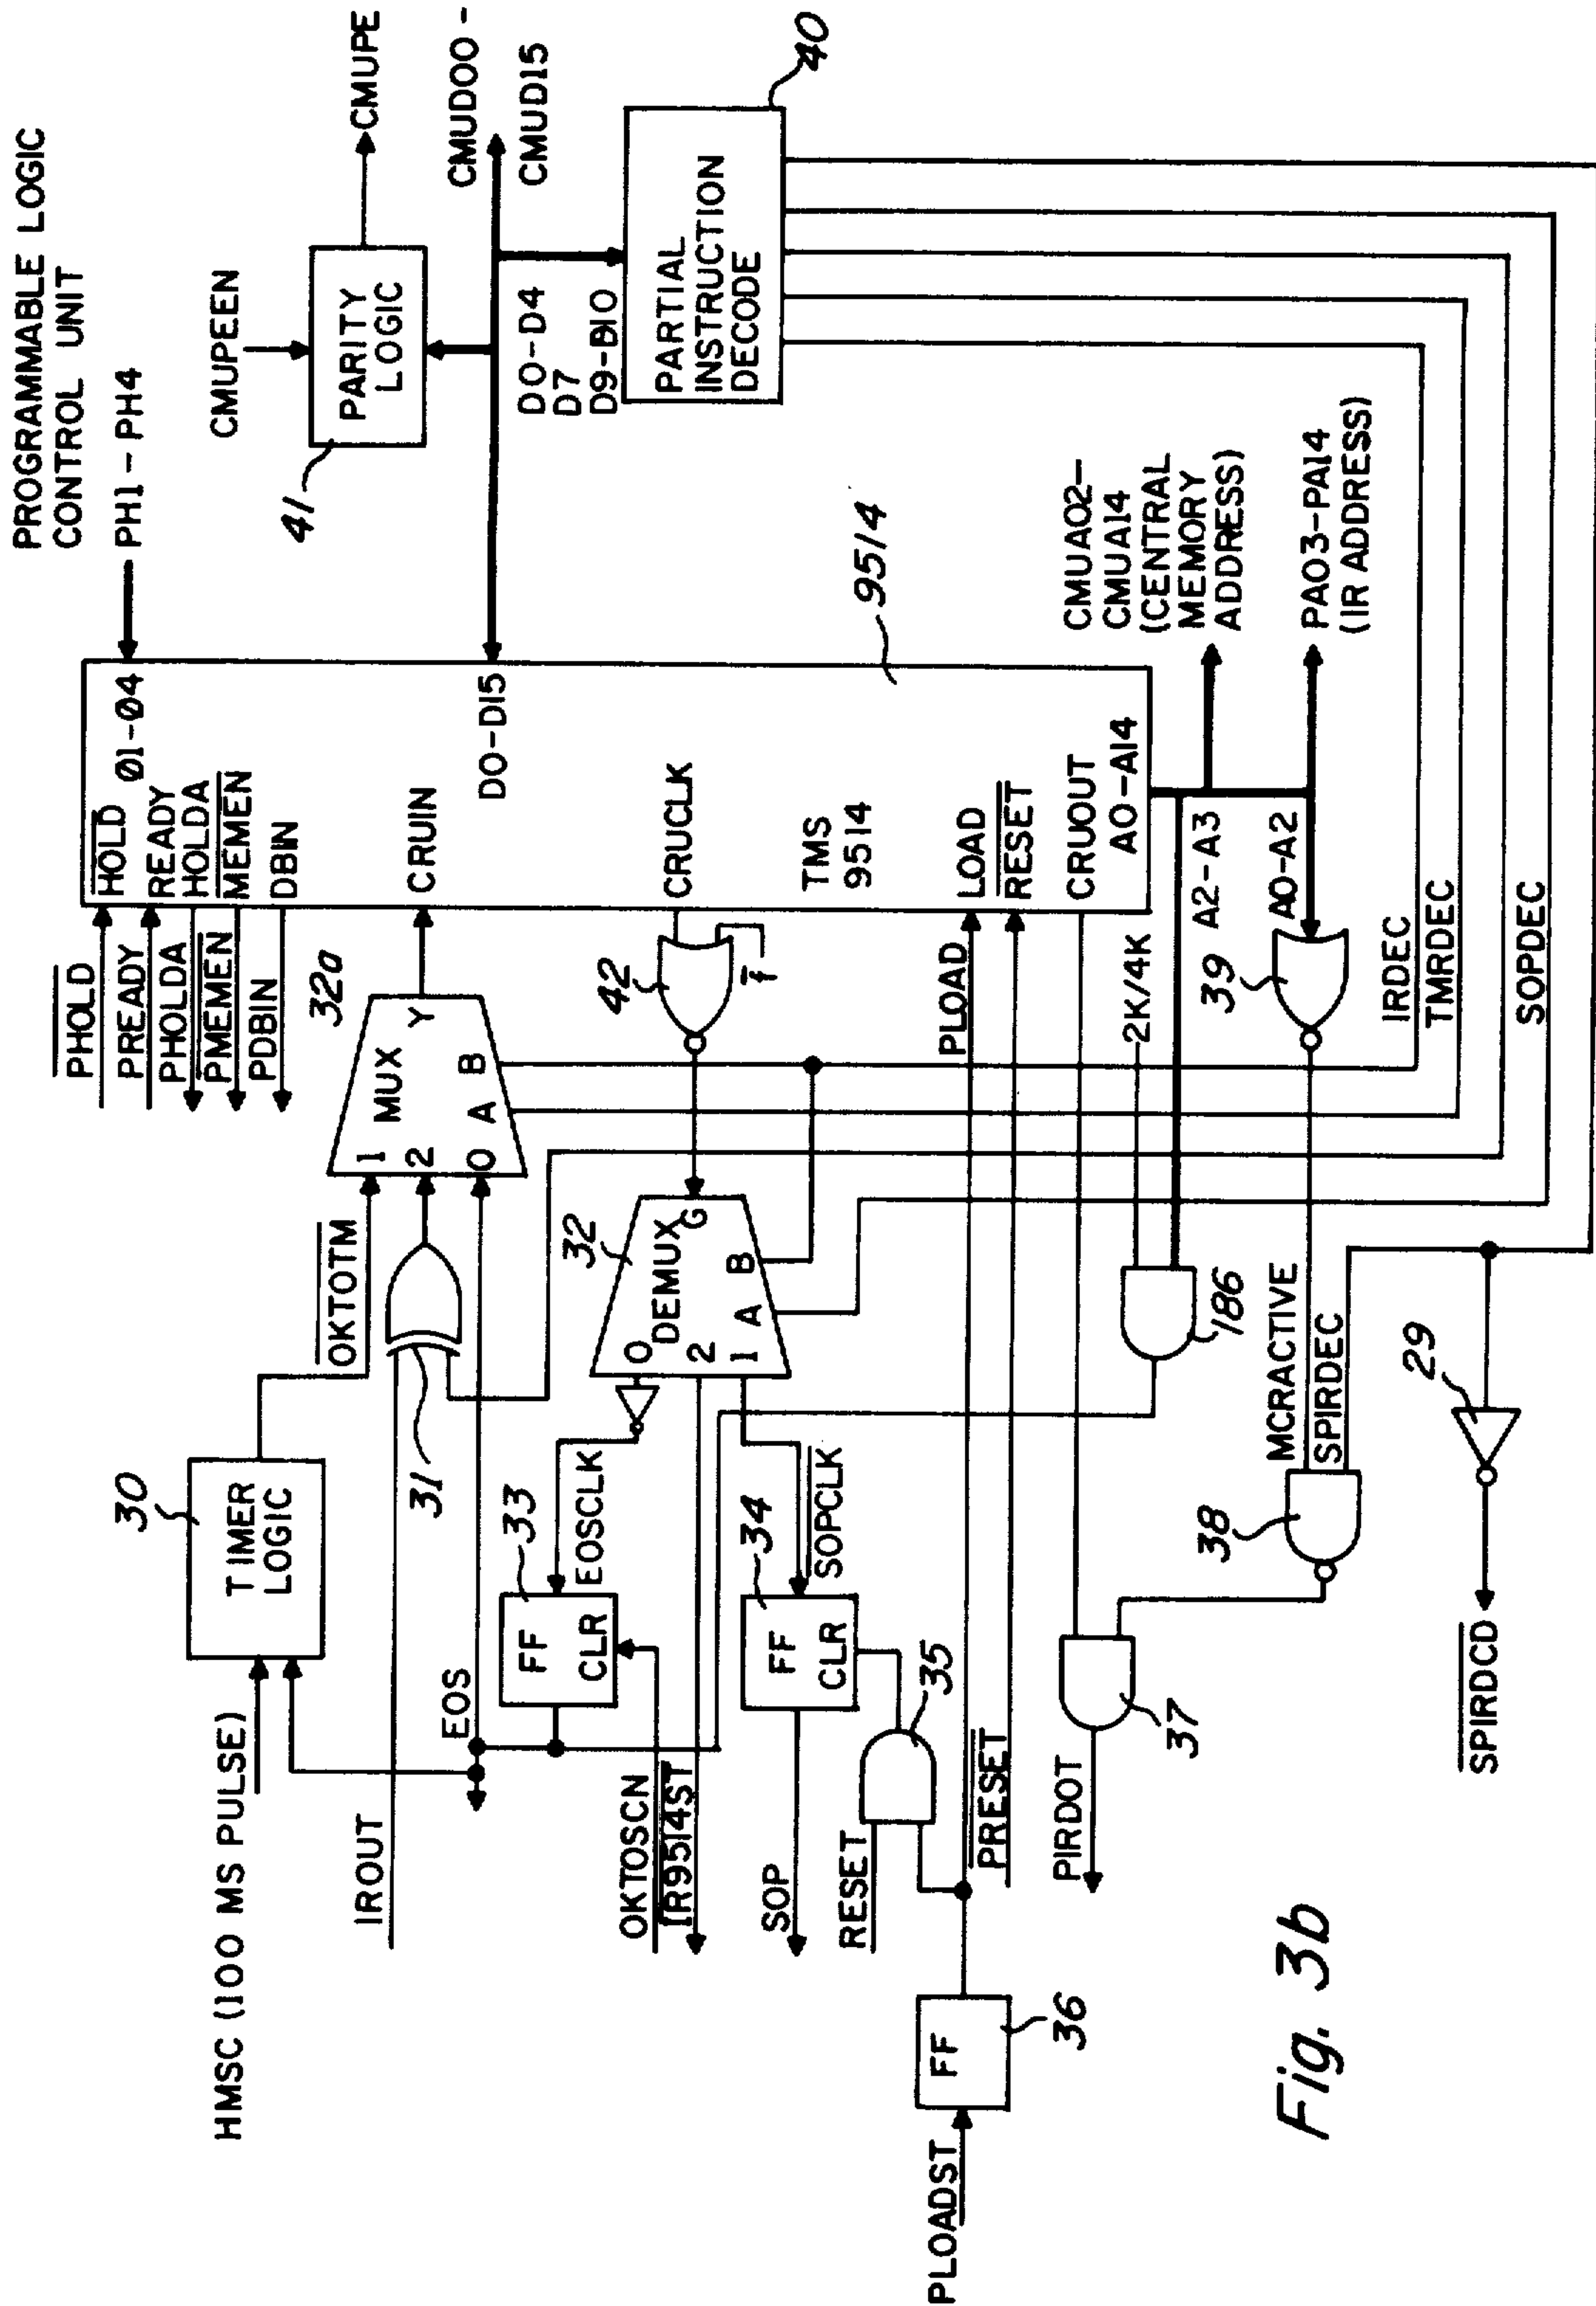 PROGRAMMABLE LOGIC
CONTROL UNIT
PH1 - PH4
CMUPEEN
PARITY
LOGIC
41
CMUPE
CMUD00 -
CMUD15
D0-D4
D7
D9-B10
PARTIAL
INSTRUCTION
DECODE
40
PHOLD
PREADY
PHOLDA
PMEMEN
PDBIN
HOLD
READY
HOLDA
MEMEN
DBIN
Ø1-Ø4
CRUIN
D0-D15
CRUCLK
TMS
9514
LOAD
RESET
CRUOUT
A0-A14
9514
CMUA02-
CMUA14
(CENTRAL
MEMORY
ADDRESS)
PA03-PA14
(IR ADDRESS)
32a
MUX
Y
1
2
0
A
B
42
f
PLOAD
2K/4K
A2-A3
A0-A2
39
IRDEC
TMRDEC
SOPDEC
OKTOTM
32
DEMUX
G
0
2
1
A
B
186
MCRACTIVE
SPIRDEC
29
30
TIMER
LOGIC
31
33
FF
CLR
EOSCLK
34
FF
CLR
SOPCLK
38
HMSC (100 MS PULSE)
IROUT
EOS
OKTOSCN
IR9514ST
SOP
RESET
35
PRESET
PIRDOT
37
SPIRDCD
PLOADST
FF
36
Fig. 3b